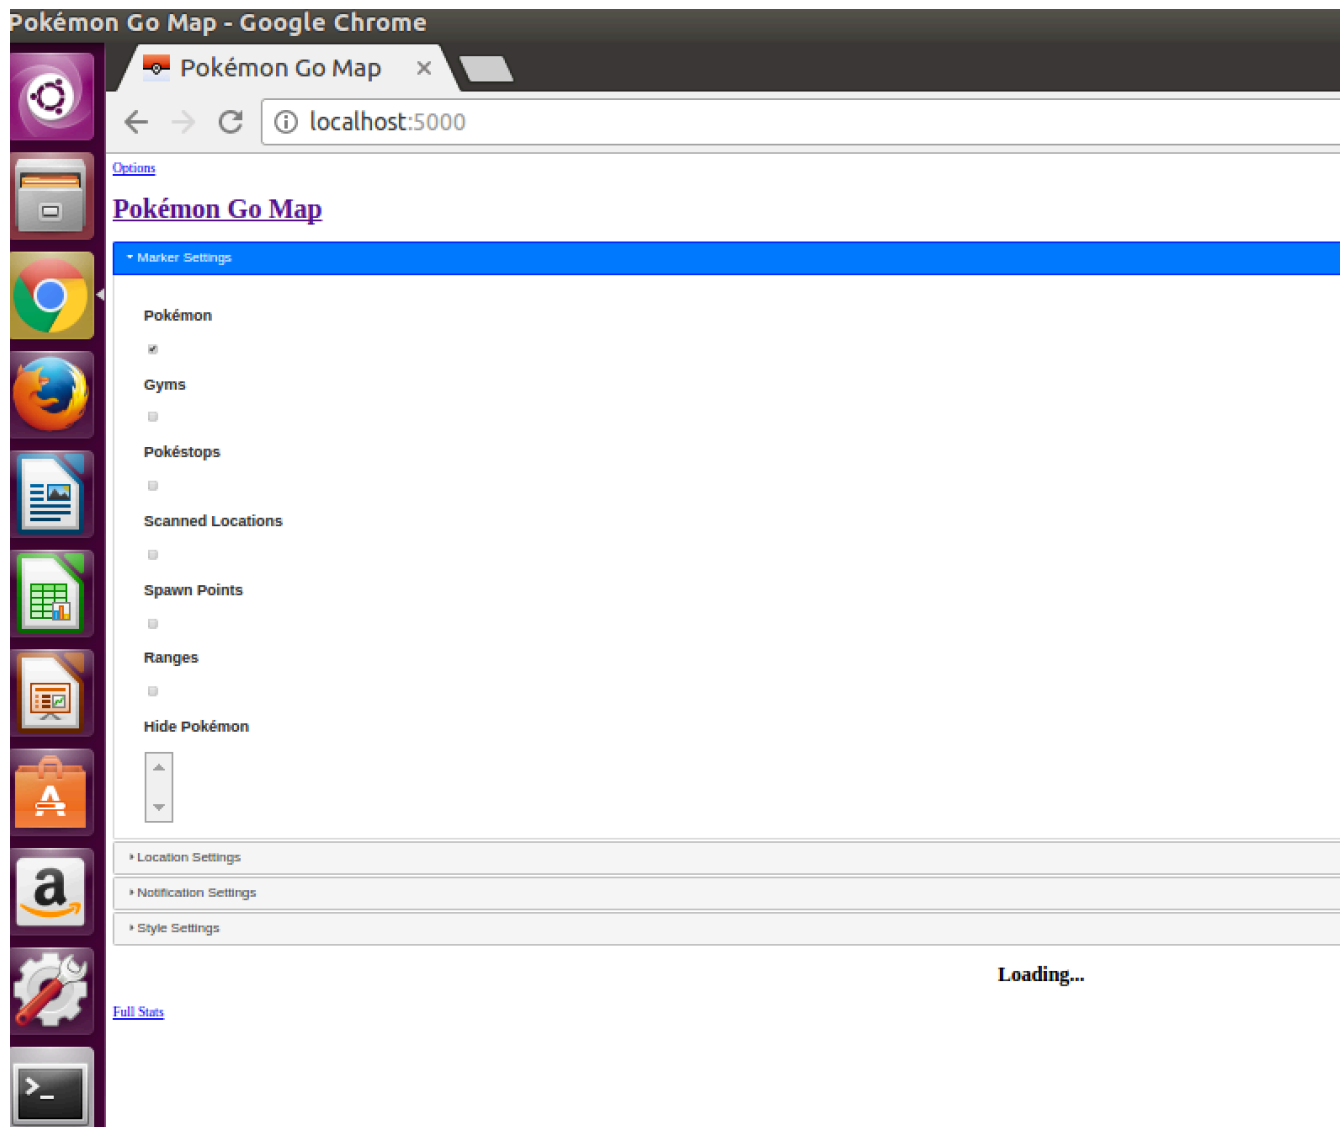 Pokémon Go Map - Google Chrome
Pokémon Go Map
localhost:5000
Options
Pokémon Go Map
Marker Settings
Pokémon
Gyms
Pokéstops
Scanned Locations
Spawn Points
Ranges
Hide Pokémon
Location Settings
Notification Settings
Style Settings
Loading...
Full Stats